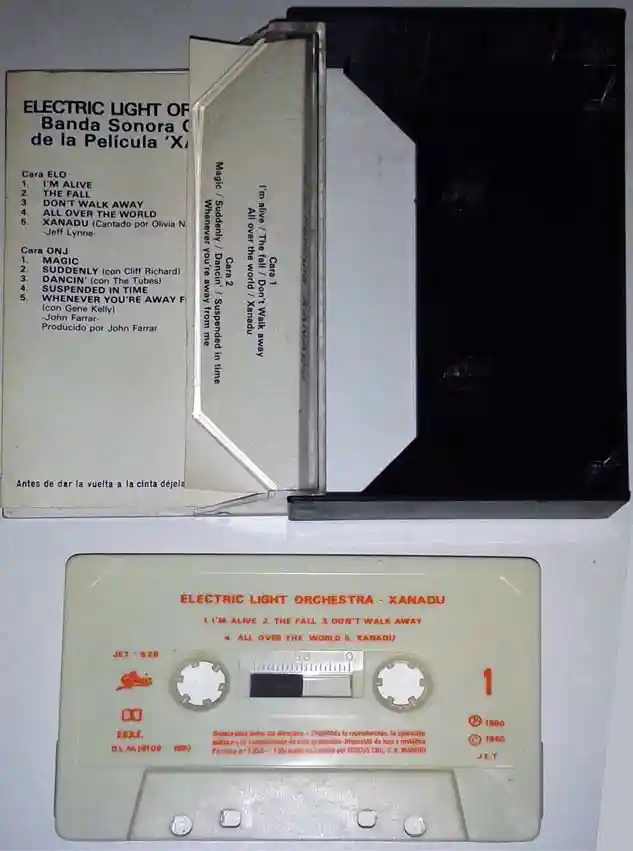 ELECTRIC LIGHT OR
Banda Sonora
de la Película 'X
Cara ELO
1. I'M ALIVE
2. THE FALL
3. DON'T WALK AWAY
4. ALL OVER THE WORLD
5. XANADU (Cantado por Olivia N
-Jeff Lynne-
Cara ONJ
1. MAGIC
2. SUDDENLY (con Cliff Richard)
3. DANCIN' (con The Tubes)
4. SUSPENDED IN TIME
5. WHENEVER YOU'RE AWAY F
(con Gene Kelly)
-John Farrar-
Producido por John Farrar
Antes de dar la vuelta a la cinta déjela
Cara 1
I'm alive / The fall / Don't Walk away
All over the world / Xanadu
Cara 2
Magic / Suddenly / Dancin' / Suspended in time
Whenever you're away from me
ELECTRIC LIGHT ORCHESTRA - XANADU
1. I'M ALIVE 2. THE FALL 3. DON'T WALK AWAY
4. ALL OVER THE WORLD 5. XANADU
JET - 628
50 0
Epic
1
S.G.A.E.
Ⓟ 1980
Ⓒ 1980
JET